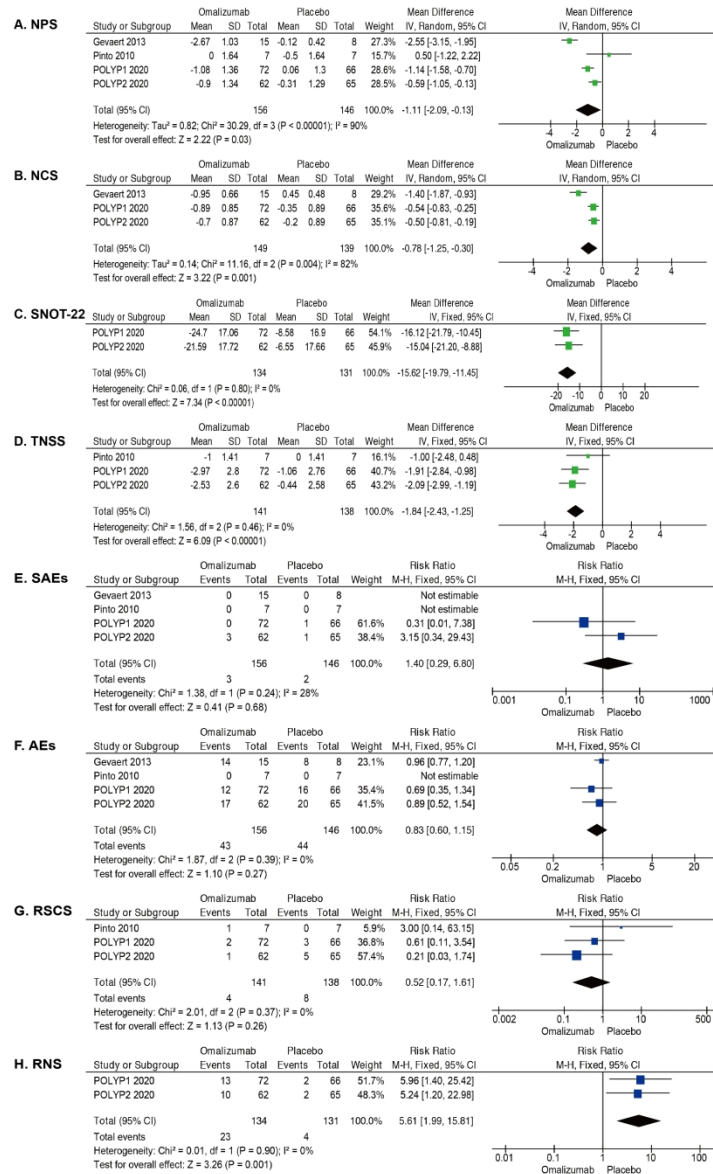 A. NPS
Omalizumab Placebo Mean Difference Mean Difference
Study or Subgroup Mean SD Total Mean SD Total Weight IV, Random, 95% CI IV, Random, 95% CI
Gevaert 2013 -2.67 1.03 15 -0.12 0.42 8 27.3% -2.55 [-3.15, -1.95]
Pinto 2010 0 1.64 7 -0.5 1.64 7 15.7% 0.50 [-1.22, 2.22]
POLYP1 2020 -1.08 1.36 72 0.06 1.3 66 28.5% -1.14 [-1.58, -0.70]
POLYP2 2020 -0.9 1.34 62 -0.31 1.29 65 28.5% -0.59 [-1.05, -0.13]
Total (95% CI) 156 146 100.0% -1.11 [-2.09, -0.13]
Heterogeneity: Tau² = 0.82; Chi² = 30.29, df = 3 (P < 0.00001); I² = 90%
Test for overall effect: Z = 2.22 (P = 0.03)
-4 -2 0 2 4
Omalizumab Placebo
B. NCS
Omalizumab Placebo Mean Difference Mean Difference
Study or Subgroup Mean SD Total Mean SD Total Weight IV, Random, 95% CI IV, Random, 95% CI
Gevaert 2013 -0.95 0.66 15 0.45 0.48 8 29.2% -1.40 [-1.87, -0.93]
POLYP1 2020 -0.89 0.85 72 -0.35 0.89 66 35.6% -0.54 [-0.83, -0.25]
POLYP2 2020 -0.7 0.87 62 -0.2 0.89 65 35.1% -0.50 [-0.81, -0.19]
Total (95% CI) 149 139 100.0% -0.78 [-1.25, -0.30]
Heterogeneity: Tau² = 0.14; Chi² = 11.16, df = 2 (P = 0.004); I² = 82%
Test for overall effect: Z = 3.22 (P = 0.001)
-4 -2 0 2 4
Omalizumab Placebo
C. SNOT-22
Omalizumab Placebo Mean Difference Mean Difference
Study or Subgroup Mean SD Total Mean SD Total Weight IV, Fixed, 95% CI IV, Fixed, 95% CI
POLYP1 2020 -24.7 17.06 72 -8.58 16.9 66 54.1% -16.12 [-21.79, -10.45]
POLYP2 2020 -21.59 17.72 62 -6.55 17.66 65 45.9% -15.04 [-21.20, -8.88]
Total (95% CI) 134 131 100.0% -15.62 [-19.79, -11.45]
Heterogeneity: Chi² = 0.06, df = 1 (P = 0.80); I² = 0%
Test for overall effect: Z = 7.34 (P < 0.00001)
-20 -10 0 10 20
Omalizumab Placebo
D. TNSS
Omalizumab Placebo Mean Difference Mean Difference
Study or Subgroup Mean SD Total Mean SD Total Weight IV, Fixed, 95% CI IV, Fixed, 95% CI
Pinto 2010 -1 1.41 7 0 1.41 7 16.1% -1.00 [-2.48, 0.48]
POLYP1 2020 -2.97 2.8 72 -1.06 2.76 66 40.7% -1.91 [-2.84, -0.98]
POLYP2 2020 -2.53 2.6 62 -0.44 2.58 65 43.2% -2.09 [-2.99, -1.19]
Total (95% CI) 141 138 100.0% -1.84 [-2.43, -1.25]
Heterogeneity: Chi² = 1.56, df = 2 (P = 0.46); I² = 0%
Test for overall effect: Z = 6.09 (P < 0.00001)
-4 -2 0 2 4
Omalizumab Placebo
E. SAEs
Omalizumab Placebo Risk Ratio Risk Ratio
Study or Subgroup Events Total Events Total Weight M-H, Fixed, 95% CI M-H, Fixed, 95% CI
Gevaert 2013 0 15 0 8 Not estimable
Pinto 2010 0 7 0 7 Not estimable
POLYP1 2020 0 72 1 66 61.6% 0.31 [0.01, 7.38]
POLYP2 2020 3 62 1 65 38.4% 3.15 [0.34, 29.43]
Total (95% CI) 156 146 100.0% 1.40 [0.29, 6.80]
Total events 3 2
Heterogeneity: Chi² = 1.38, df = 1 (P = 0.24); I² = 28%
Test for overall effect: Z = 0.41 (P = 0.68)
0.001 0.1 1 10 1000
Omalizumab Placebo
F. AEs
Omalizumab Placebo Risk Ratio Risk Ratio
Study or Subgroup Events Total Events Total Weight M-H, Fixed, 95% CI M-H, Fixed, 95% CI
Gevaert 2013 14 15 8 8 23.1% 0.96 [0.77, 1.20]
Pinto 2010 0 7 0 7 Not estimable
POLYP1 2020 12 72 16 66 35.4% 0.69 [0.35, 1.34]
POLYP2 2020 17 62 20 65 41.5% 0.89 [0.52, 1.54]
Total (95% CI) 156 146 100.0% 0.83 [0.60, 1.15]
Total events 43 44
Heterogeneity: Chi² = 1.87, df = 2 (P = 0.39); I² = 0%
Test for overall effect: Z = 1.10 (P = 0.27)
0.05 0.2 1 5 20
Omalizumab Placebo
G. RSCS
Omalizumab Placebo Risk Ratio Risk Ratio
Study or Subgroup Events Total Events Total Weight M-H, Fixed, 95% CI M-H, Fixed, 95% CI
Pinto 2010 1 7 0 7 5.9% 3.00 [0.14, 63.15]
POLYP1 2020 2 72 3 66 36.8% 0.61 [0.11, 3.54]
POLYP2 2020 1 62 5 65 57.4% 0.21 [0.03, 1.74]
Total (95% CI) 141 138 100.0% 0.52 [0.17, 1.61]
Total events 4 8
Heterogeneity: Chi² = 2.01, df = 2 (P = 0.37); I² = 0%
Test for overall effect: Z = 1.13 (P = 0.26)
0.002 0.1 1 10 500
Omalizumab Placebo
H. RNS
Omalizumab Placebo Risk Ratio Risk Ratio
Study or Subgroup Events Total Events Total Weight M-H, Fixed, 95% CI M-H, Fixed, 95% CI
POLYP1 2020 13 72 2 66 51.7% 5.96 [1.40, 25.42]
POLYP2 2020 10 62 2 65 48.3% 5.24 [1.20, 22.98]
Total (95% CI) 134 131 100.0% 5.61 [1.99, 15.81]
Total events 23 4
Heterogeneity: Chi² = 0.01, df = 1 (P = 0.90); I² = 0%
Test for overall effect: Z = 3.26 (P = 0.001)
0.01 0.1 1 10 100
Omalizumab Placebo